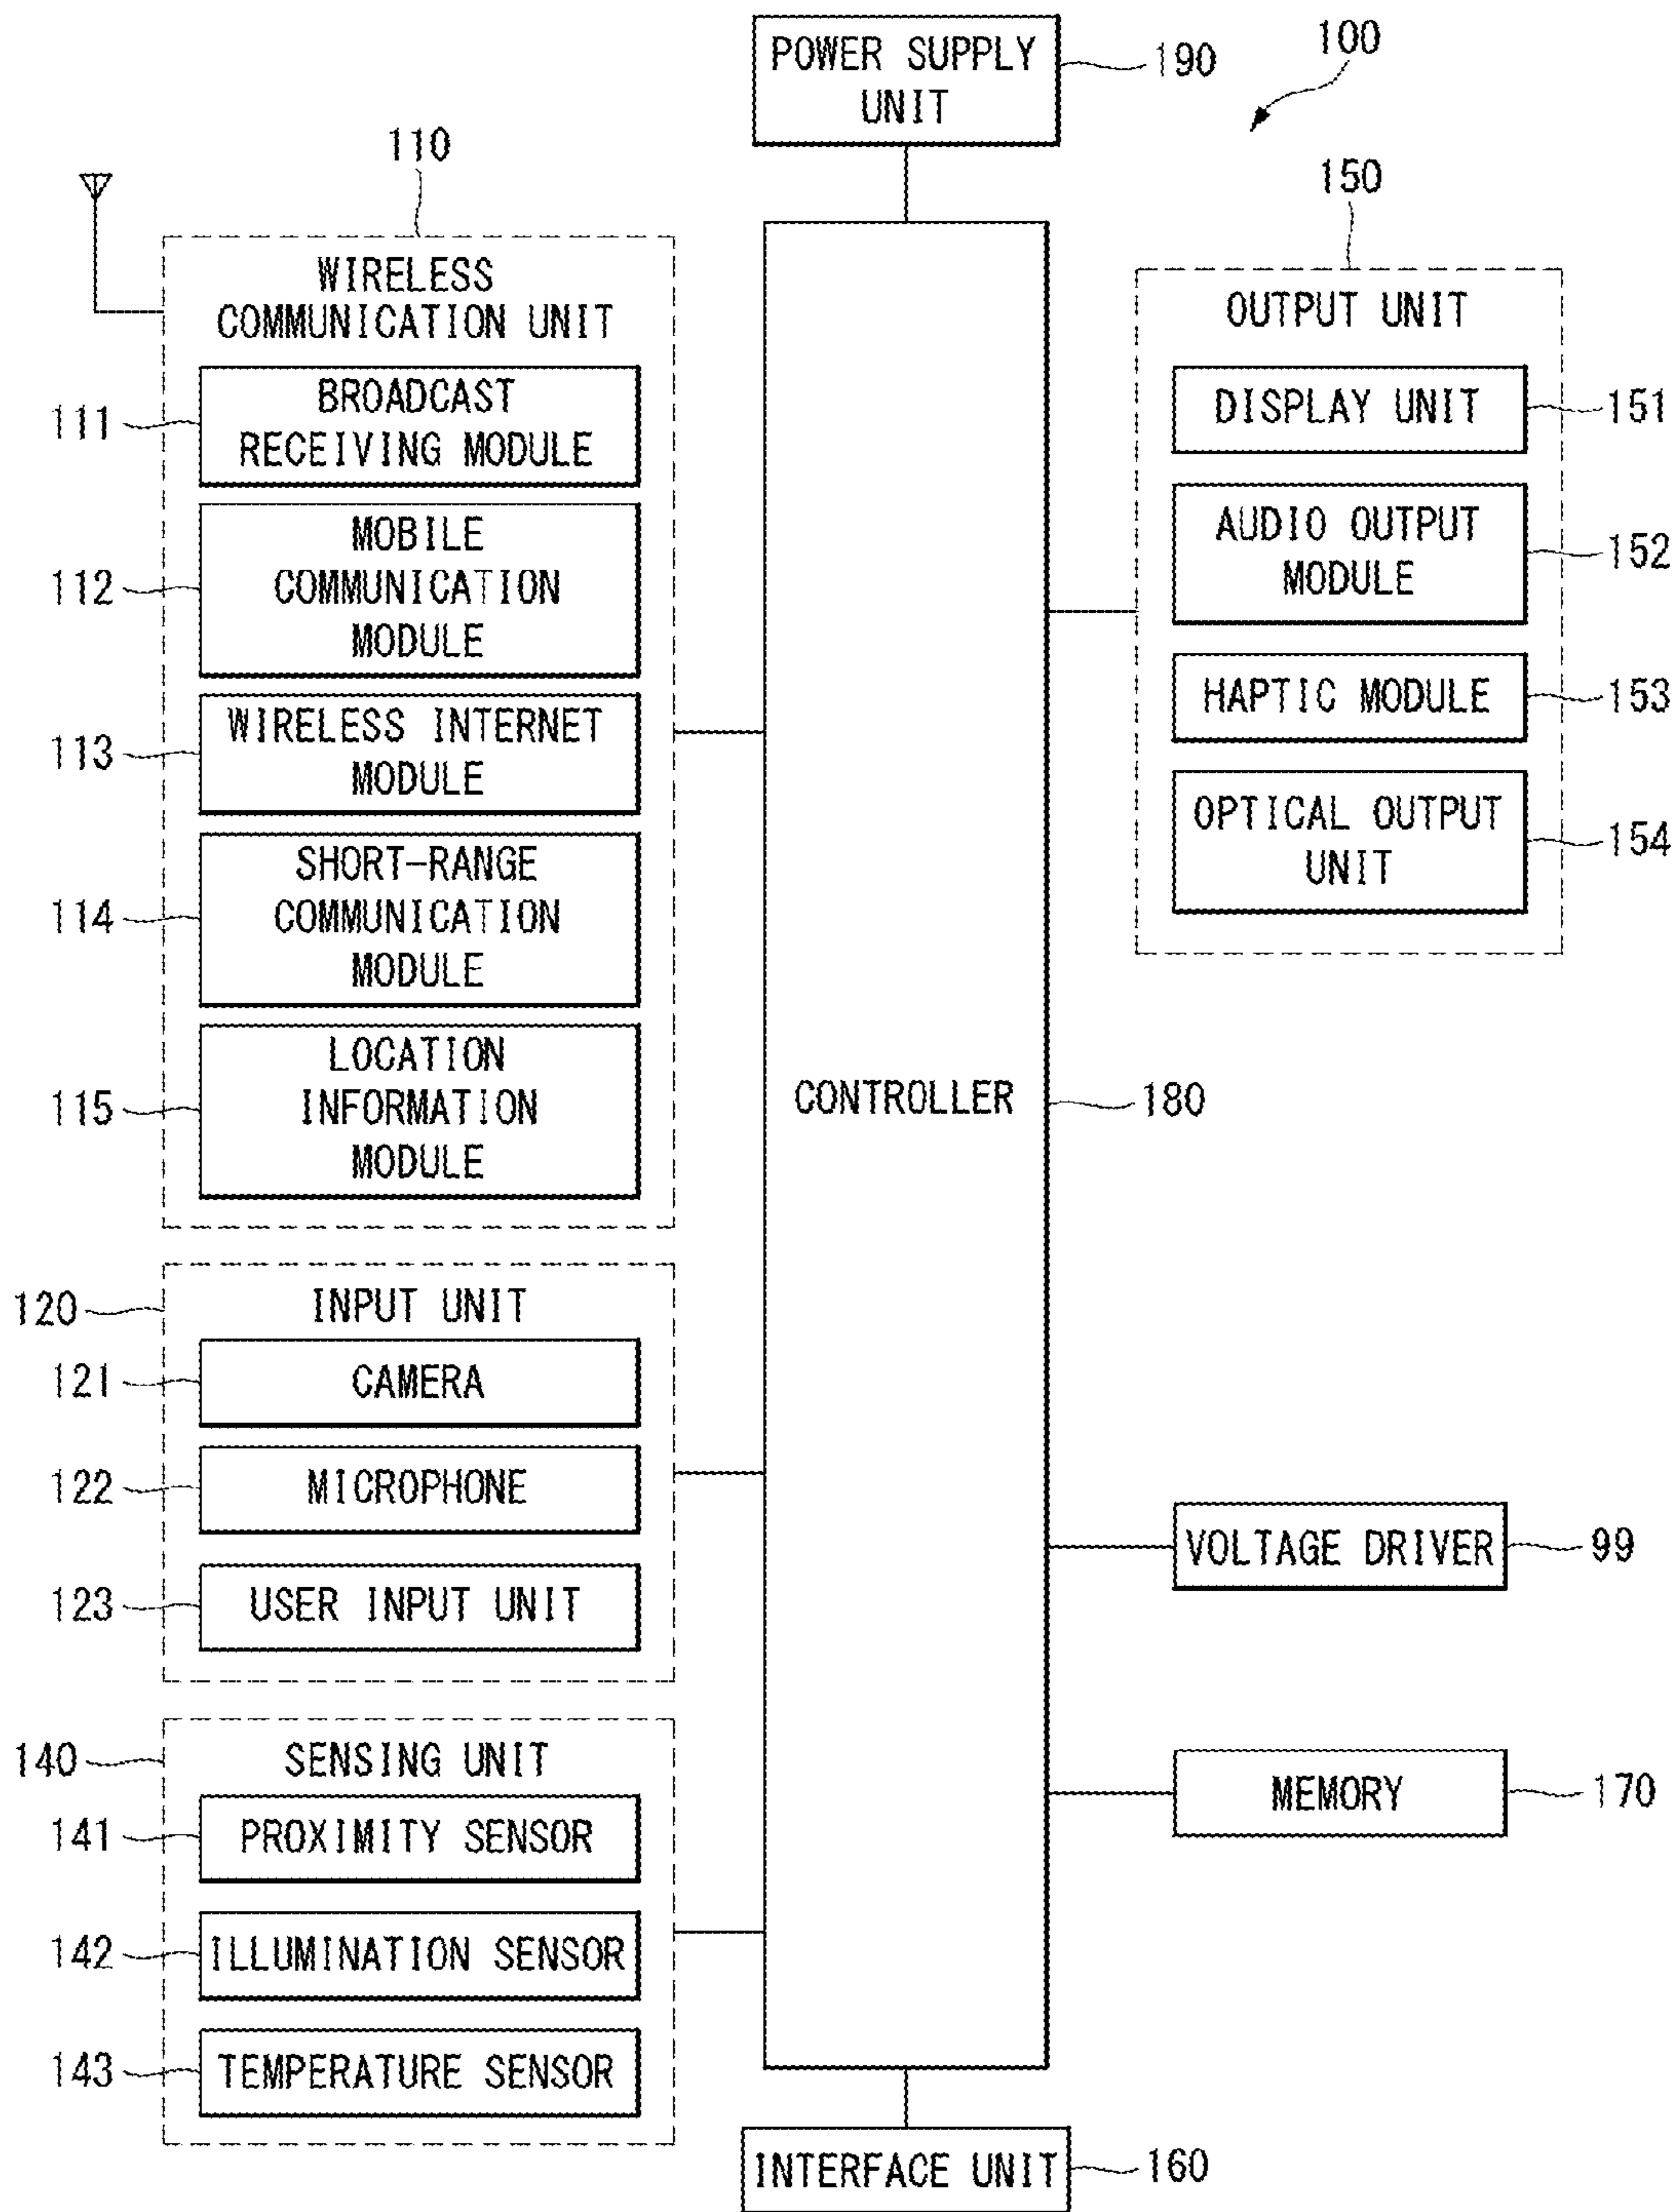 POWER SUPPLY
UNIT
190
100
110
WIRELESS
COMMUNICATION UNIT
111
BROADCAST
RECEIVING MODULE
112
MOBILE
COMMUNICATION
MODULE
113
WIRELESS INTERNET
MODULE
114
SHORT-RANGE
COMMUNICATION
MODULE
115
LOCATION
INFORMATION
MODULE
120
INPUT UNIT
121
CAMERA
122
MICROPHONE
123
USER INPUT UNIT
140
SENSING UNIT
141
PROXIMITY SENSOR
142
ILLUMINATION SENSOR
143
TEMPERATURE SENSOR
CONTROLLER
180
150
OUTPUT UNIT
DISPLAY UNIT
151
AUDIO OUTPUT
MODULE
152
HAPTIC MODULE
153
OPTICAL OUTPUT
UNIT
154
VOLTAGE DRIVER
99
MEMORY
170
INTERFACE UNIT
160